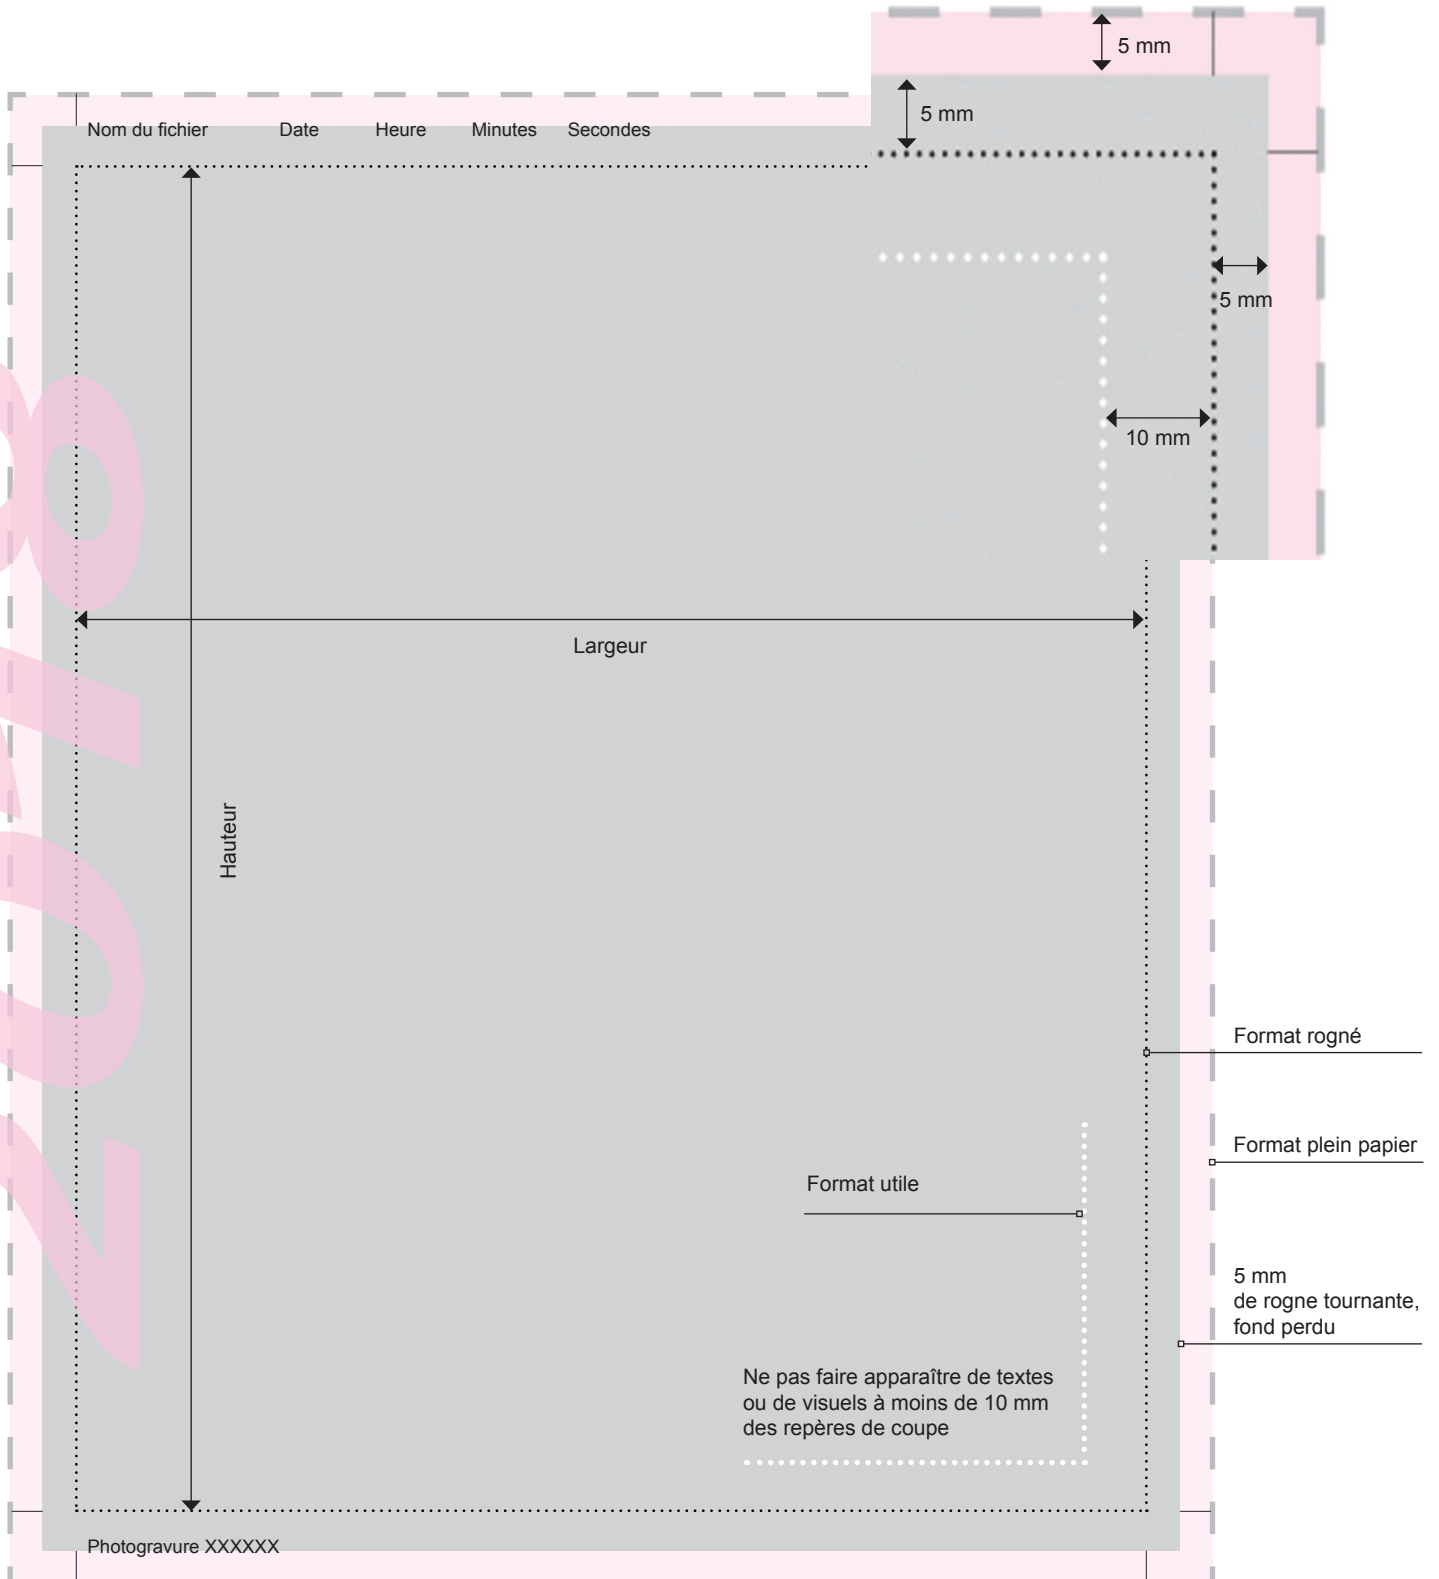 5 mm
5 mm
Nom du fichier Date Heure Minutes Secondes
5 mm
10 mm
Largeur
Hauteur
2018
Format rogné
Format plein papier
Format utile
5 mm
de rogne tournante,
fond perdu
Ne pas faire apparaître de textes
ou de visuels à moins de 10 mm
des repères de coupe
Photogravure XXXXXX